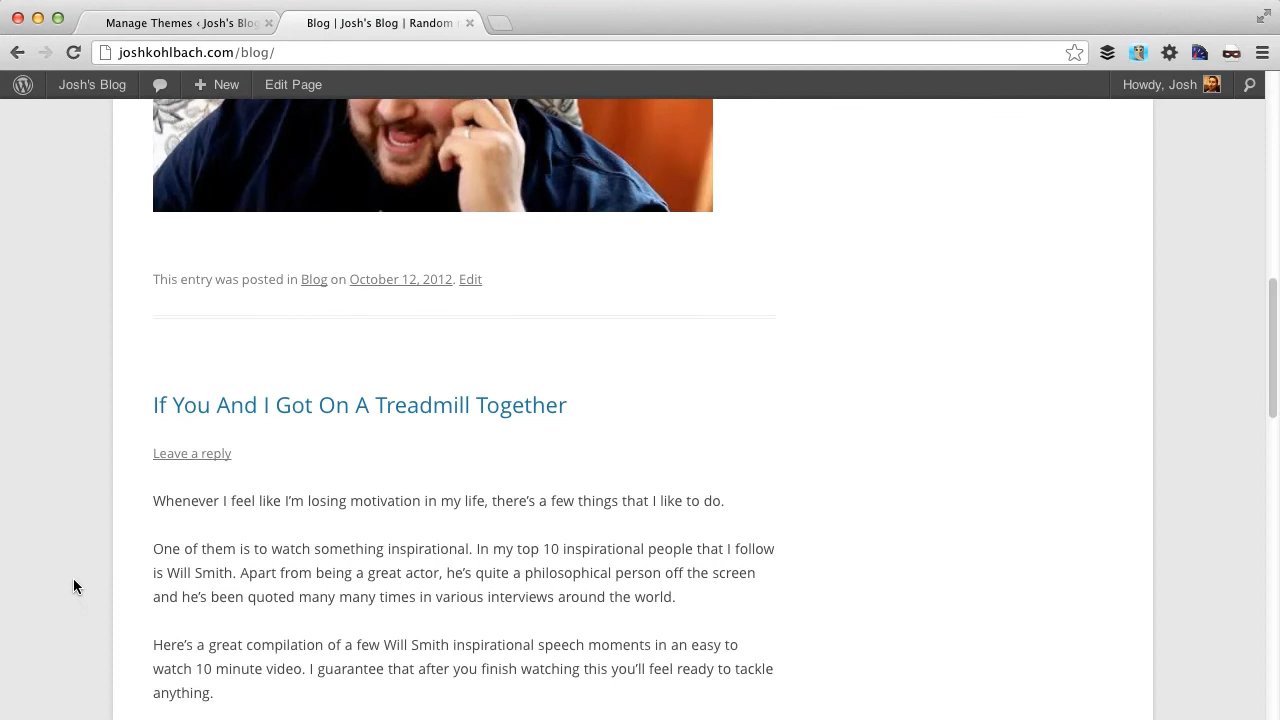 Manage Themes ‹ Josh's Blog
Blog | Josh's Blog | Random
joshkohlbach.com/blog/
Josh's Blog
New
Edit Page
Howdy, Josh
This entry was posted in Blog on October 12, 2012. Edit
If You And I Got On A Treadmill Together
Leave a reply
Whenever I feel like I’m losing motivation in my life, there’s a few things that I like to do.
One of them is to watch something inspirational. In my top 10 inspirational people that I follow
is Will Smith. Apart from being a great actor, he’s quite a philosophical person off the screen
and he’s been quoted many many times in various interviews around the world.
Here’s a great compilation of a few Will Smith inspirational speech moments in an easy to
watch 10 minute video. I guarantee that after you finish watching this you’ll feel ready to tackle
anything.